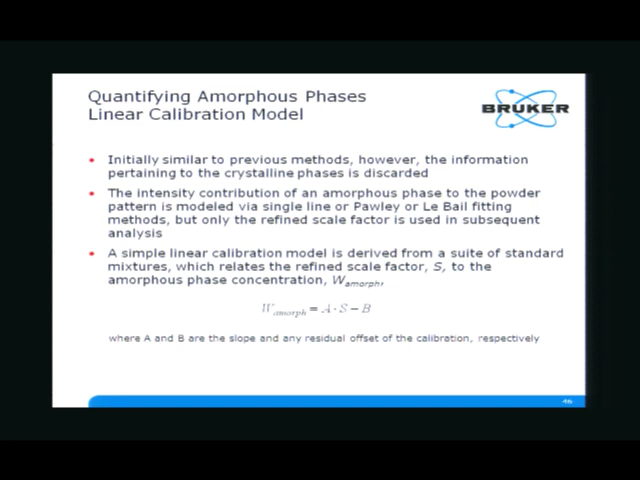 Quantifying Amorphous Phases
Linear Calibration Model
BRUKER
• Initially similar to previous methods, however, the information
pertaining to the crystalline phases is discarded
• The intensity contribution of an amorphous phase to the powder
pattern is modeled via single line or Pawley or Le Bail fitting
methods, but only the refined scale factor is used in subsequent
analysis
• A simple linear calibration model is derived from a suite of standard
mixtures, which relates the refined scale factor, S, to the
amorphous phase concentration, Wamorph,
Wamorph = A · S − B
where A and B are the slope and any residual offset of the calibration, respectively
46